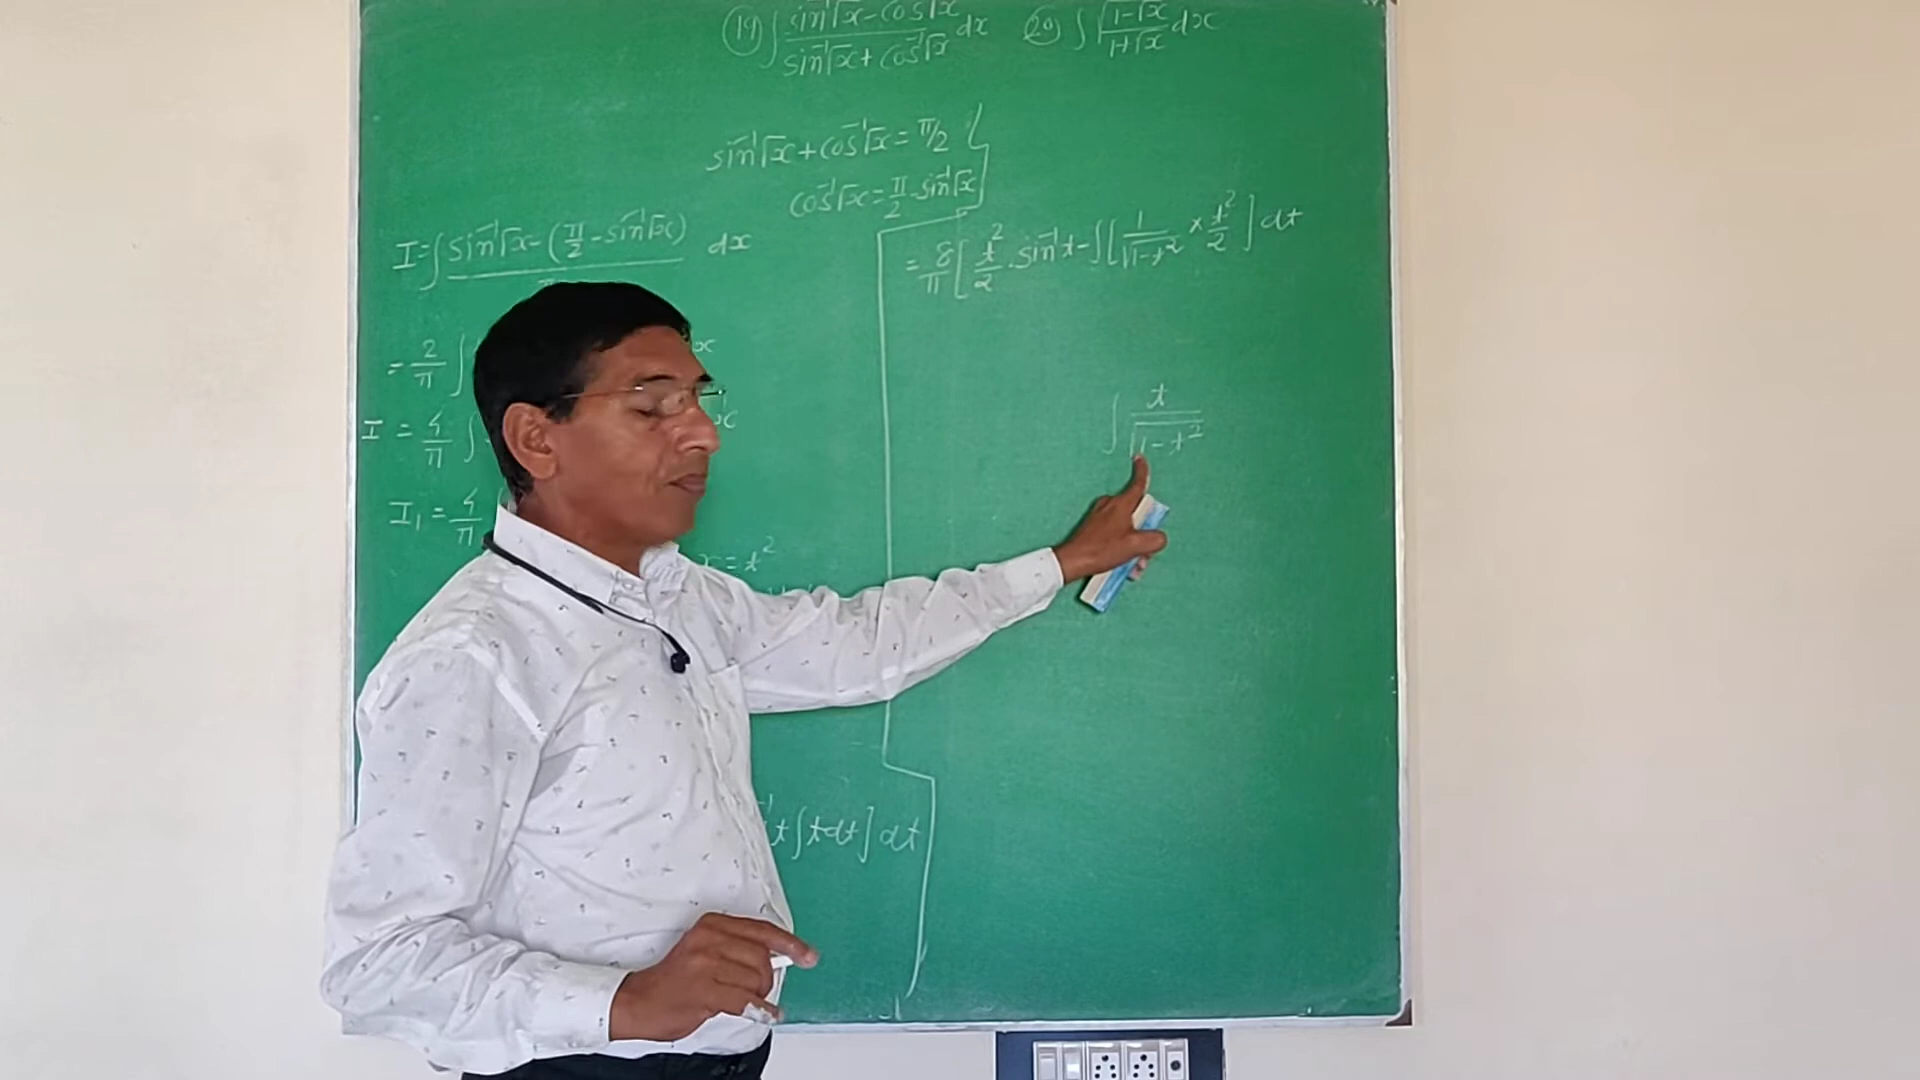 (19) ∫ sin⁻¹√x - cos⁻¹√x / sin⁻¹√x + cos⁻¹√x dx (20) ∫ √(1-√x / 1+√x) dx
sin⁻¹√x + cos⁻¹√x = π/2
cos⁻¹√x = π/2 - sin⁻¹√x
I = ∫ sin⁻¹√x - (π/2 - sin⁻¹√x) dx
= 2/π ∫ x
I = 4/π ∫ x
I₁ = 4/π
x = t²
t ∫ t dt ] dt
= 8/π [ t²/2 . sin⁻¹t - ∫ [ 1/√(1-t²) × t²/2 ] dt
∫ t / √(1-t²)